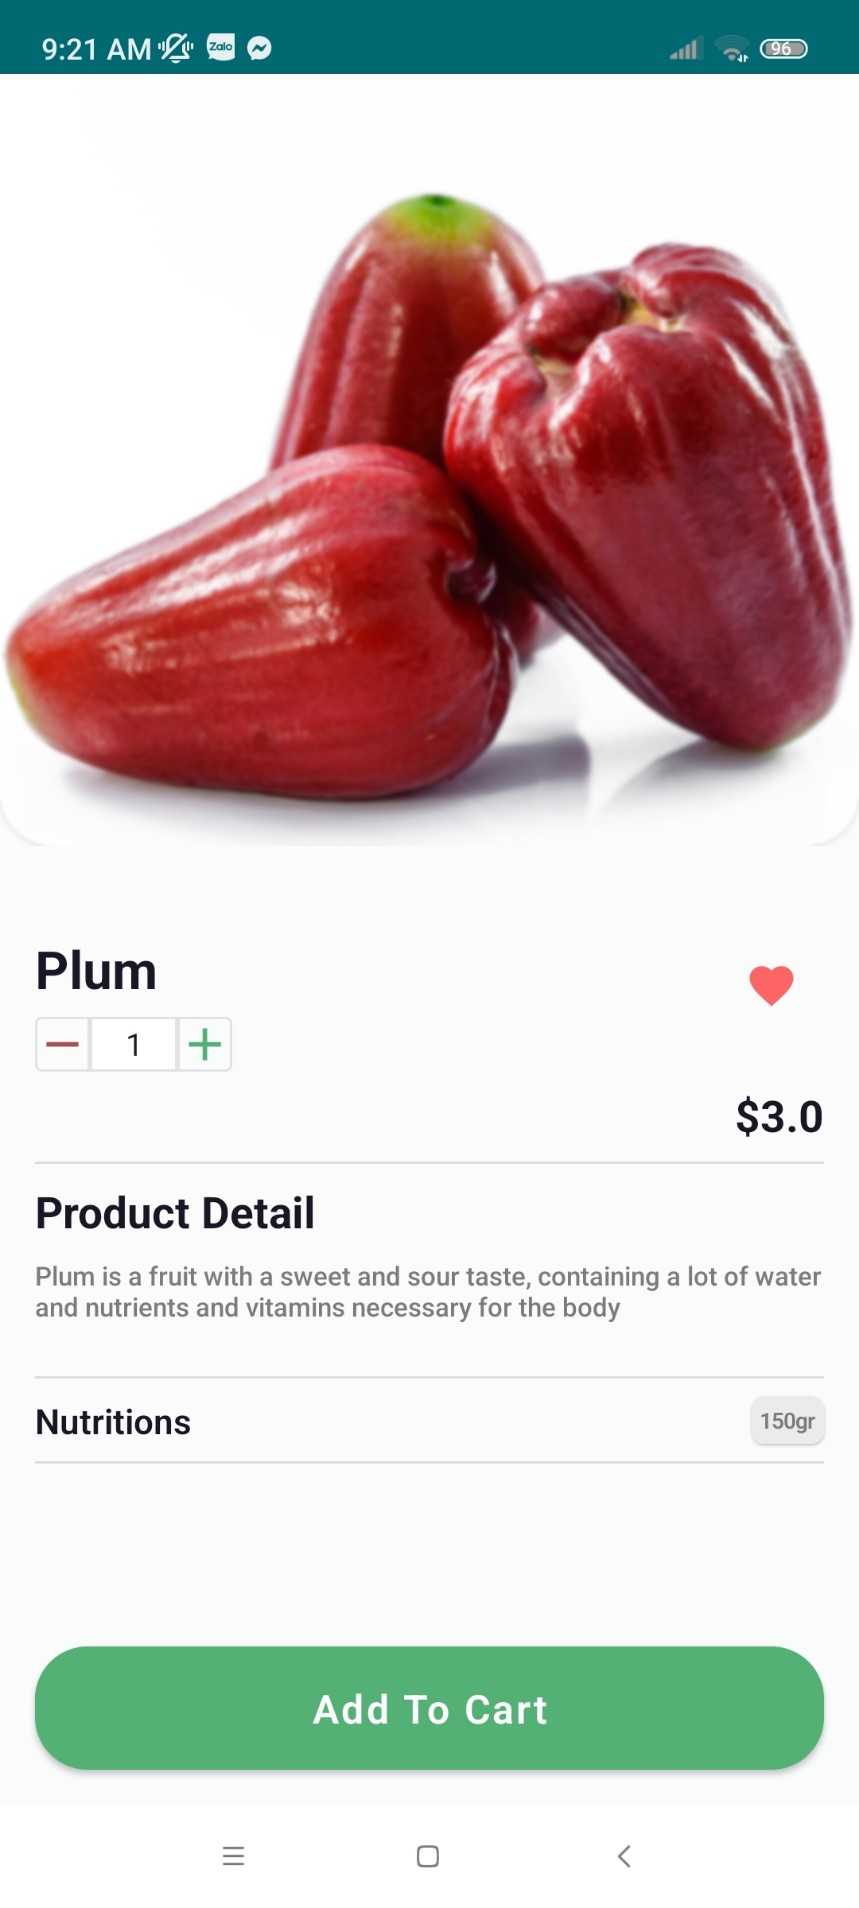 9:21 AM Zalo 96
Plum
1
$3.0
Product Detail
Plum is a fruit with a sweet and sour taste, containing a lot of water
and nutrients and vitamins necessary for the body
Nutritions 150gr
Add To Cart